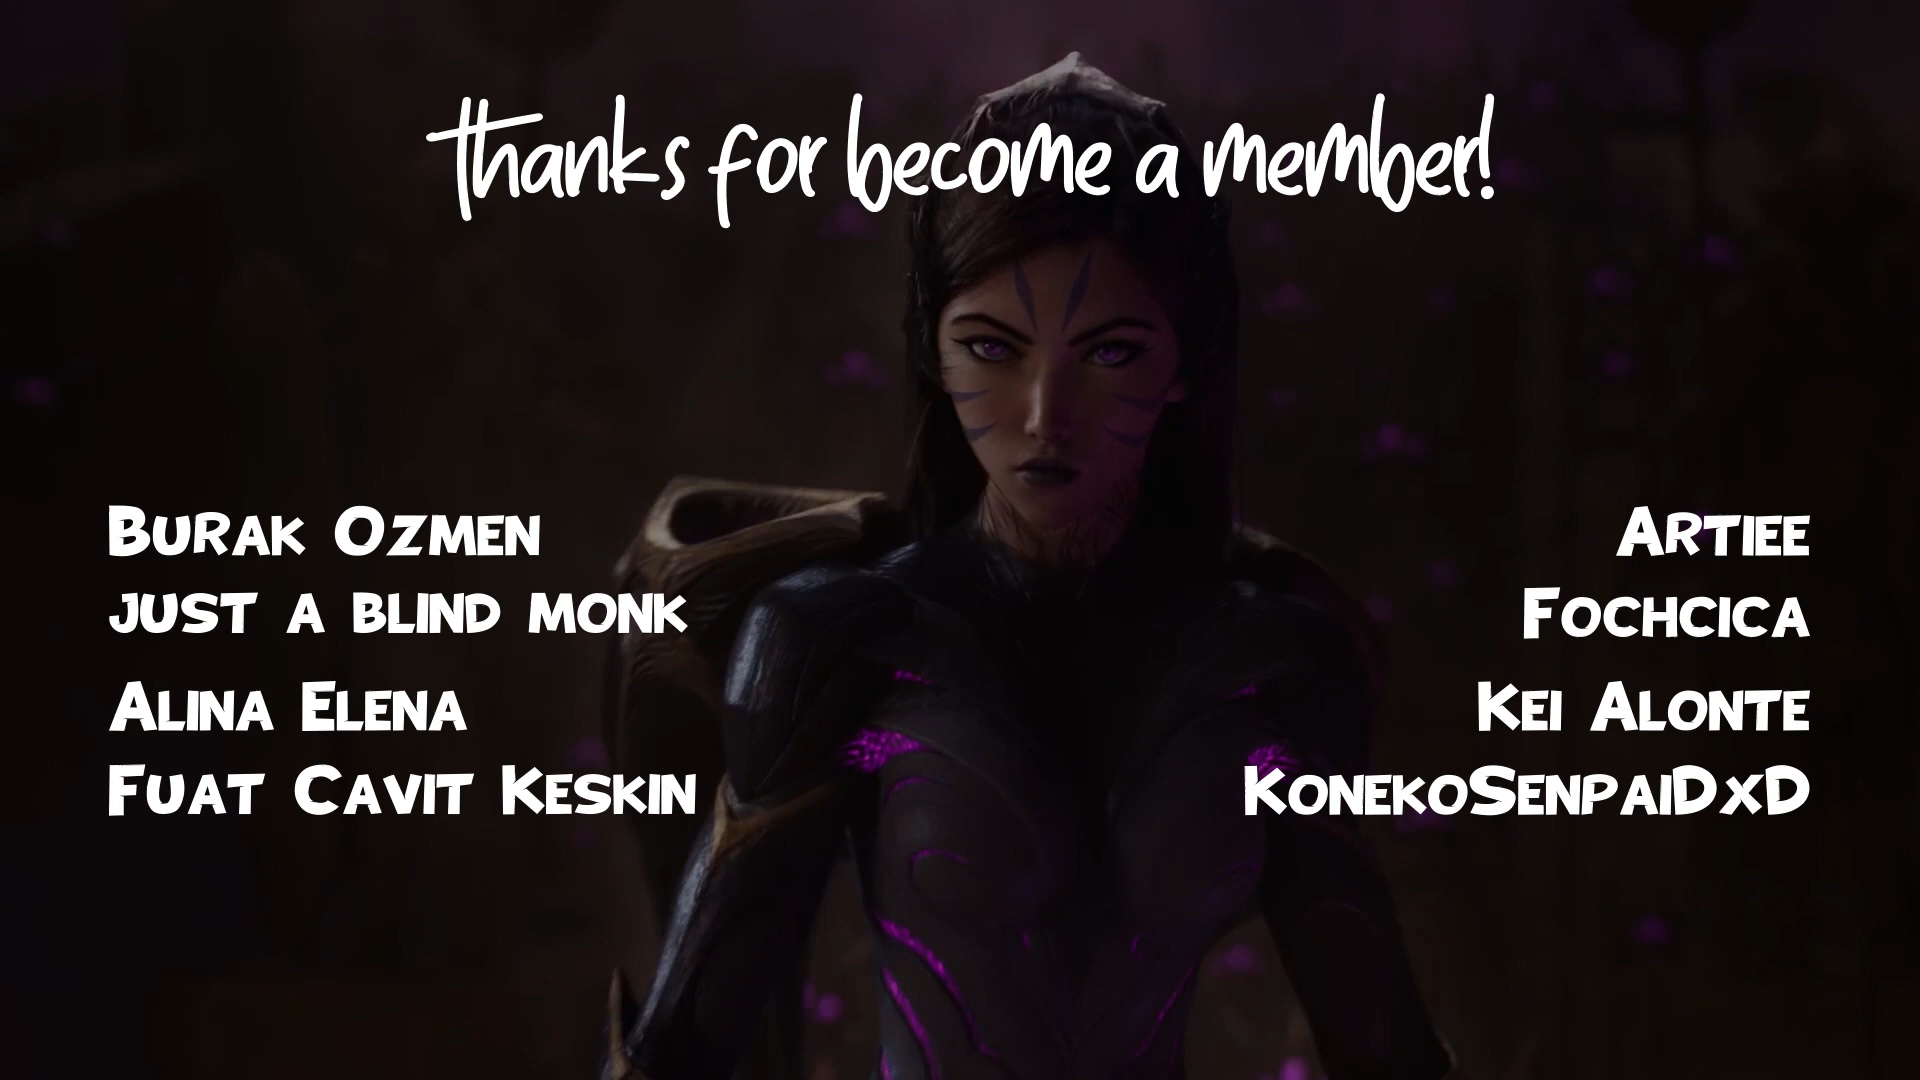 thanks for become a member!
Burak Ozmen
just a blind monk
Alina Elena
Fuat Cavit Keskin
Artiee
Fochcica
Kei Alonte
KonekoSenpaiDxD